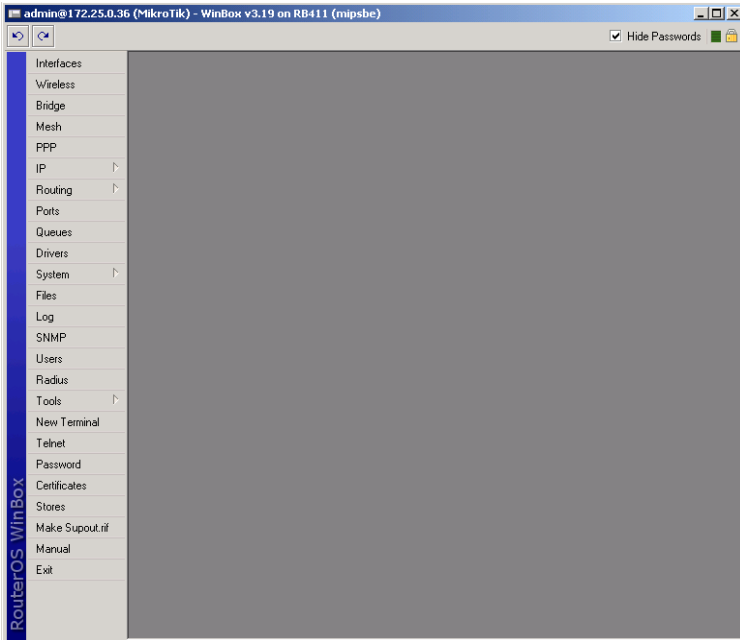 admin@172.25.0.36 (MikroTik) - WinBox v3.19 on RB411 (mipsbe)
Hide Passwords
Interfaces
Wireless
Bridge
Mesh
PPP
IP
Routing
Ports
Queues
Drivers
System
Files
Log
SNMP
Users
Radius
Tools
New Terminal
Telnet
Password
Certificates
Stores
Make Supout.rif
Manual
Exit
RouterOS WinBox